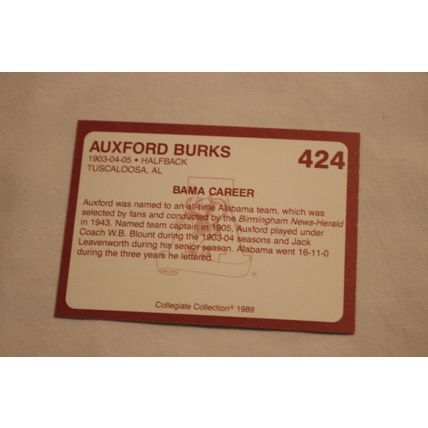 AUXFORD BURKS
424
1903-04-05 • HALFBACK
TUSCALOOSA, AL
BAMA CAREER
Auxford was named to an all-time Alabama team, which was
selected by fans and conducted by the Birmingham News-Herald
in 1943. Named team captain in 1905, Auxford played under
Coach W.B. Blount during the 1903-04 seasons and Jack
Leavenworth during his senior season. Alabama went 16-11-0
during the three years he lettered.
®
Collegiate Collection® 1989